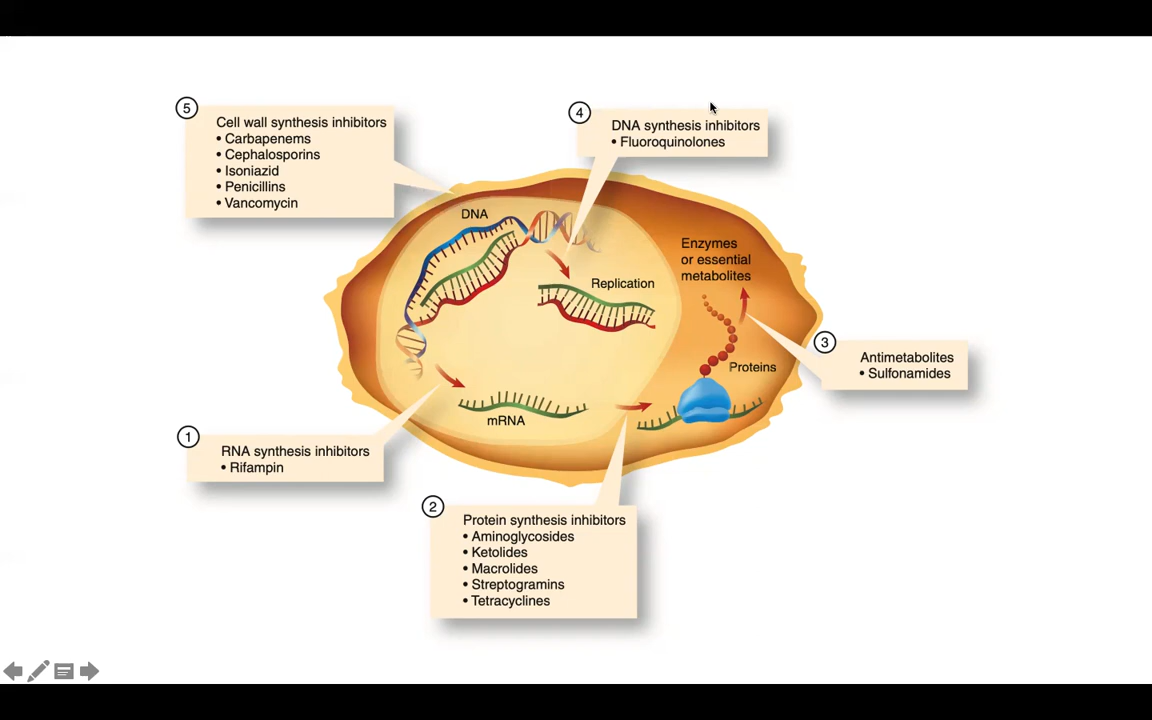 5
Cell wall synthesis inhibitors
• Carbapenems
• Cephalosporins
• Isoniazid
• Penicillins
• Vancomycin
4
DNA synthesis inhibitors
• Fluoroquinolones
DNA
Replication
Enzymes
or essential
metabolites
3
Antimetabolites
• Sulfonamides
Proteins
mRNA
1
RNA synthesis inhibitors
• Rifampin
2
Protein synthesis inhibitors
• Aminoglycosides
• Ketolides
• Macrolides
• Streptogramins
• Tetracyclines